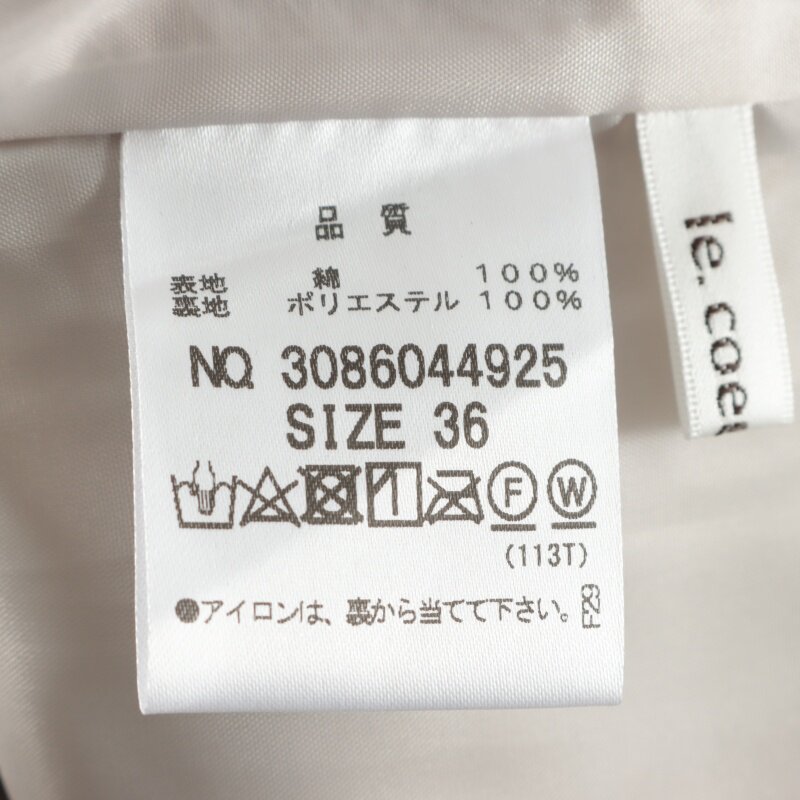 品質
表地 綿 100%
裏地 ポリエステル 100%
NO. 3086044925
SIZE 36
F W
(113T)
●アイロンは、裏から当てて下さい。
F29
le.coe